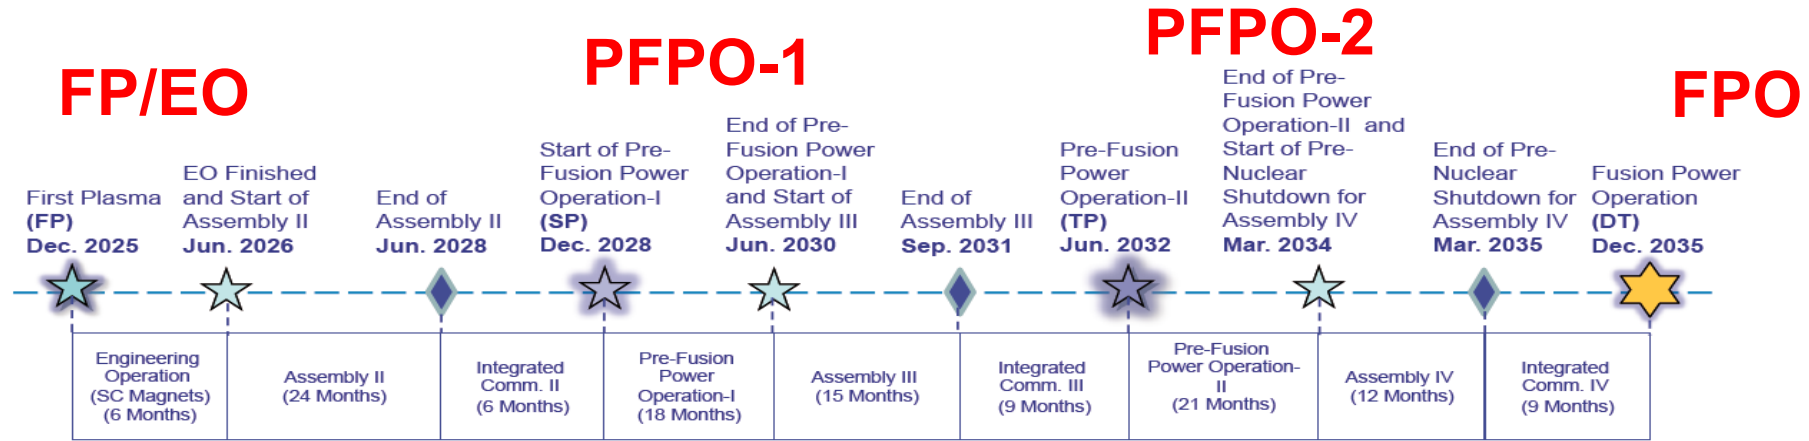 FP/EO
PFPO-1
PFPO-2
FPO
First Plasma
(FP)
Dec. 2025
EO Finished
and Start of
Assembly II
Jun. 2026
End of
Assembly II
Jun. 2028
Start of Pre-
Fusion Power
Operation-I
(SP)
Dec. 2028
End of Pre-
Fusion Power
Operation-I
and Start of
Assembly III
Jun. 2030
End of
Assembly III
Sep. 2031
Pre-Fusion
Power
Operation-II
(TP)
Jun. 2032
End of Pre-
Fusion Power
Operation-II and
Start of Pre-
Nuclear
Shutdown for
Assembly IV
Mar. 2034
End of Pre-
Nuclear
Shutdown for
Assembly IV
Mar. 2035
Fusion Power
Operation
(DT)
Dec. 2035
Engineering
Operation
(SC Magnets)
(6 Months)
Assembly II
(24 Months)
Integrated
Comm. II
(6 Months)
Pre-Fusion
Power
Operation-I
(18 Months)
Assembly III
(15 Months)
Integrated
Comm. III
(9 Months)
Pre-Fusion
Power Operation-
II
(21 Months)
Assembly IV
(12 Months)
Integrated
Comm. IV
(9 Months)